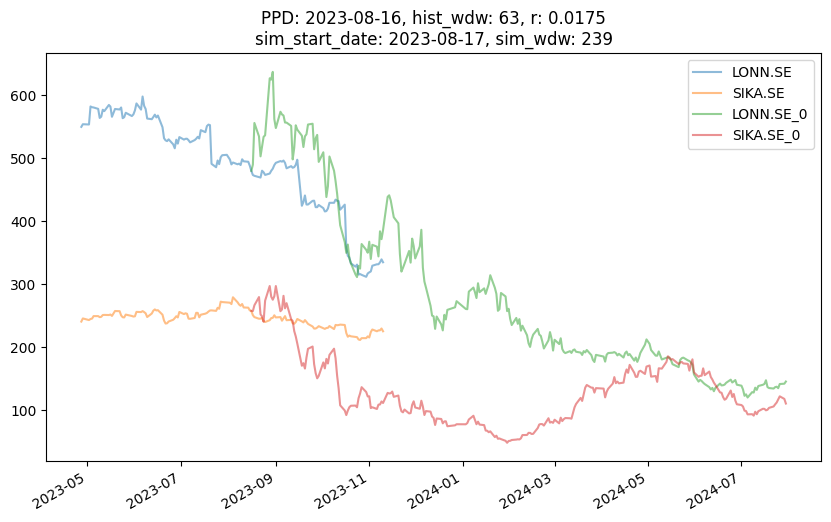 PPD: 2023-08-16, hist_wdw: 63, r: 0.0175
sim_start_date: 2023-08-17, sim_wdw: 239
LONN.SE
SIKA.SE
LONN.SE_0
SIKA.SE_0
600
500
400
300
200
100
2023-05
2023-07
2023-09
2023-11
2024-01
2024-03
2024-05
2024-07